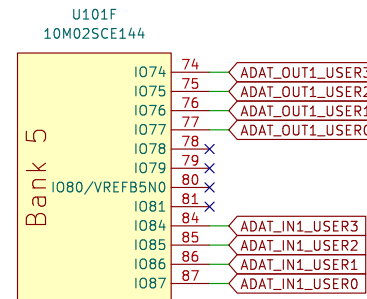 U101F
10M02SCE144
Bank 5
IO74 74 ADAT_OUT1_USER3
IO75 75 ADAT_OUT1_USER2
IO76 76 ADAT_OUT1_USER1
IO77 77 ADAT_OUT1_USER0
IO78 78
IO79 79
IO80/VREFB5N0 80
IO81 81
IO84 84 ADAT_IN1_USER3
IO85 85 ADAT_IN1_USER2
IO86 86 ADAT_IN1_USER1
IO87 87 ADAT_IN1_USER0